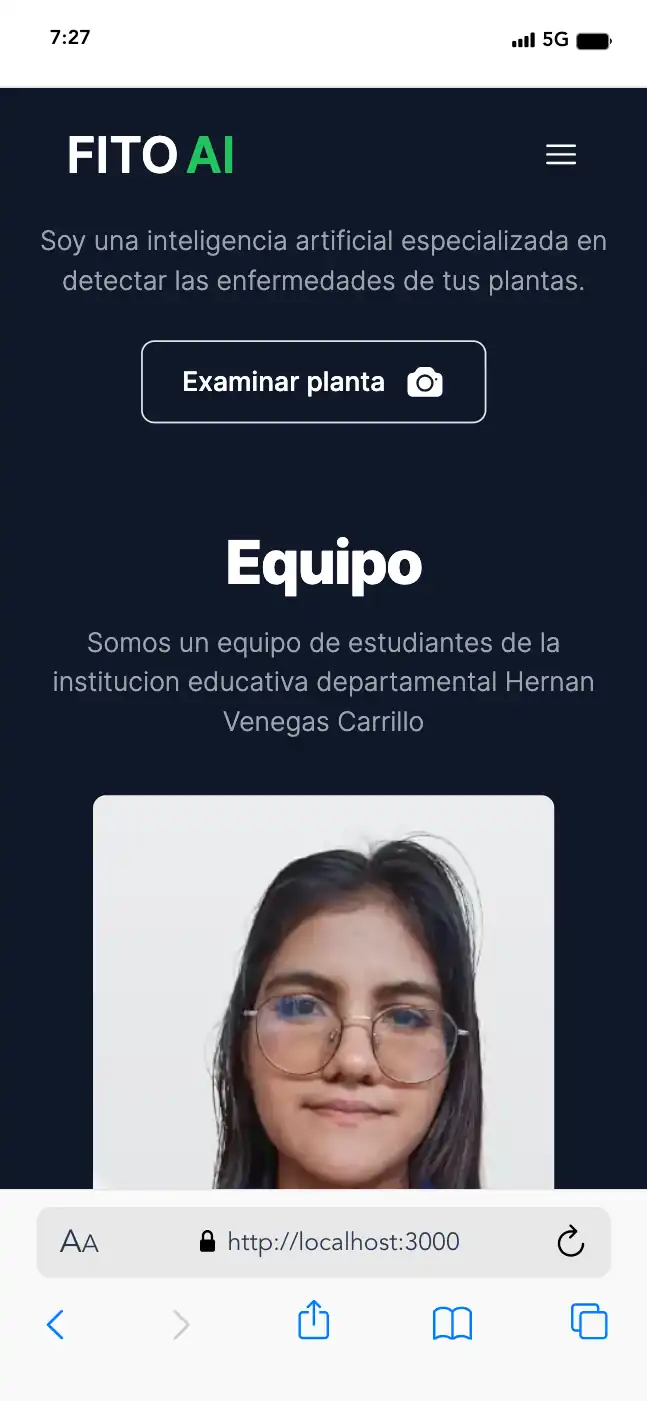 7:27 5G
FITO AI
Soy una inteligencia artificial especializada en
detectar las enfermedades de tus plantas.
Examinar planta
Equipo
Somos un equipo de estudiantes de la
institucion educativa departamental Hernan
Venegas Carrillo
AA http://localhost:3000